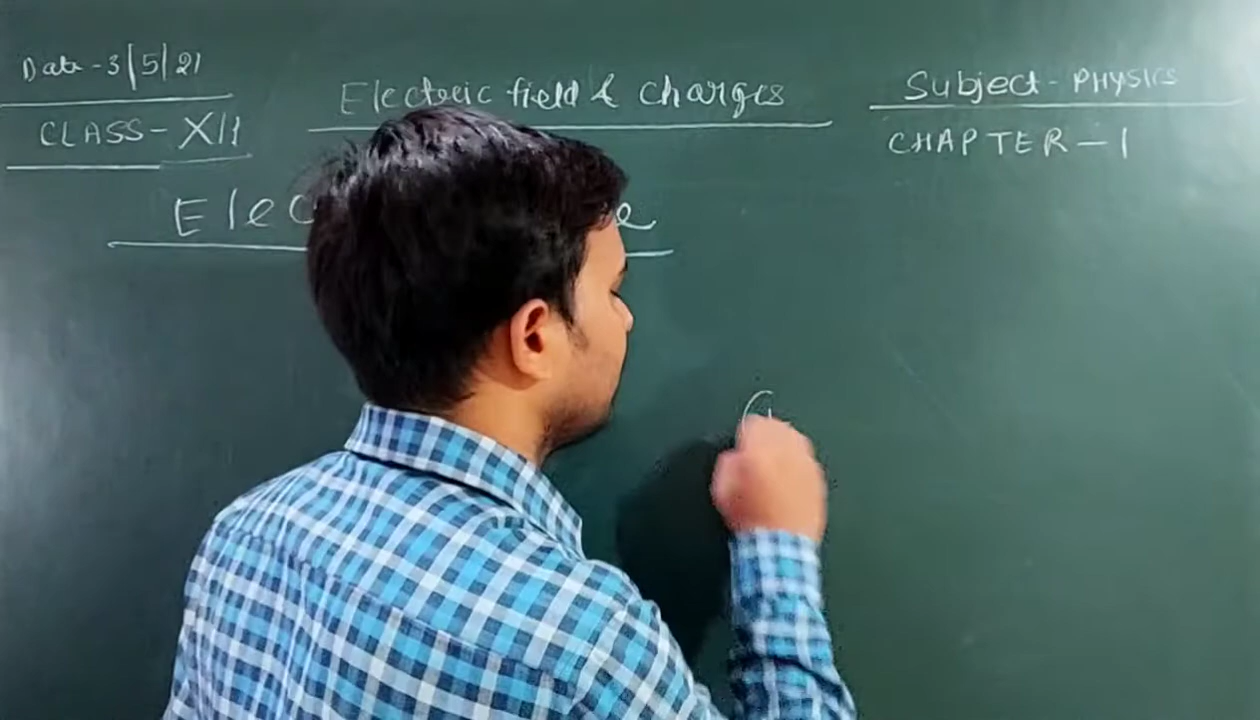 Date - 3|5|21
Electric field & charges
Subject - PHYSICS
CLASS - XII
CHAPTER - 1